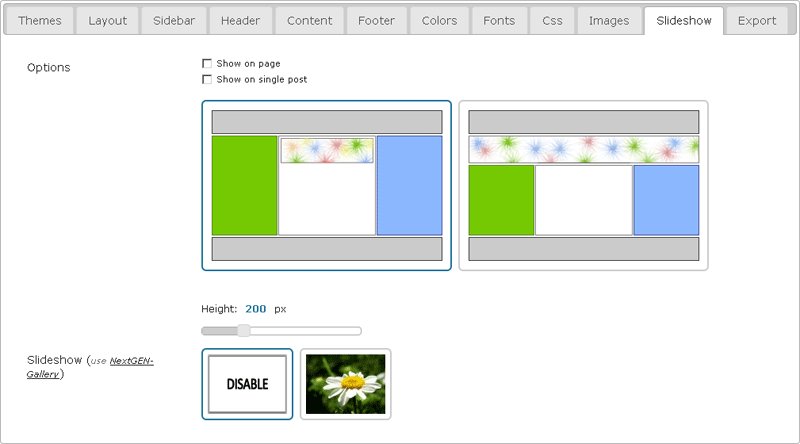 Themes Layout Sidebar Header Content Footer Colors Fonts Css Images Slideshow Export
Options
Show on page
Show on single post
Height: 200 px
Slideshow (use NextGEN-
Gallery)
DISABLE